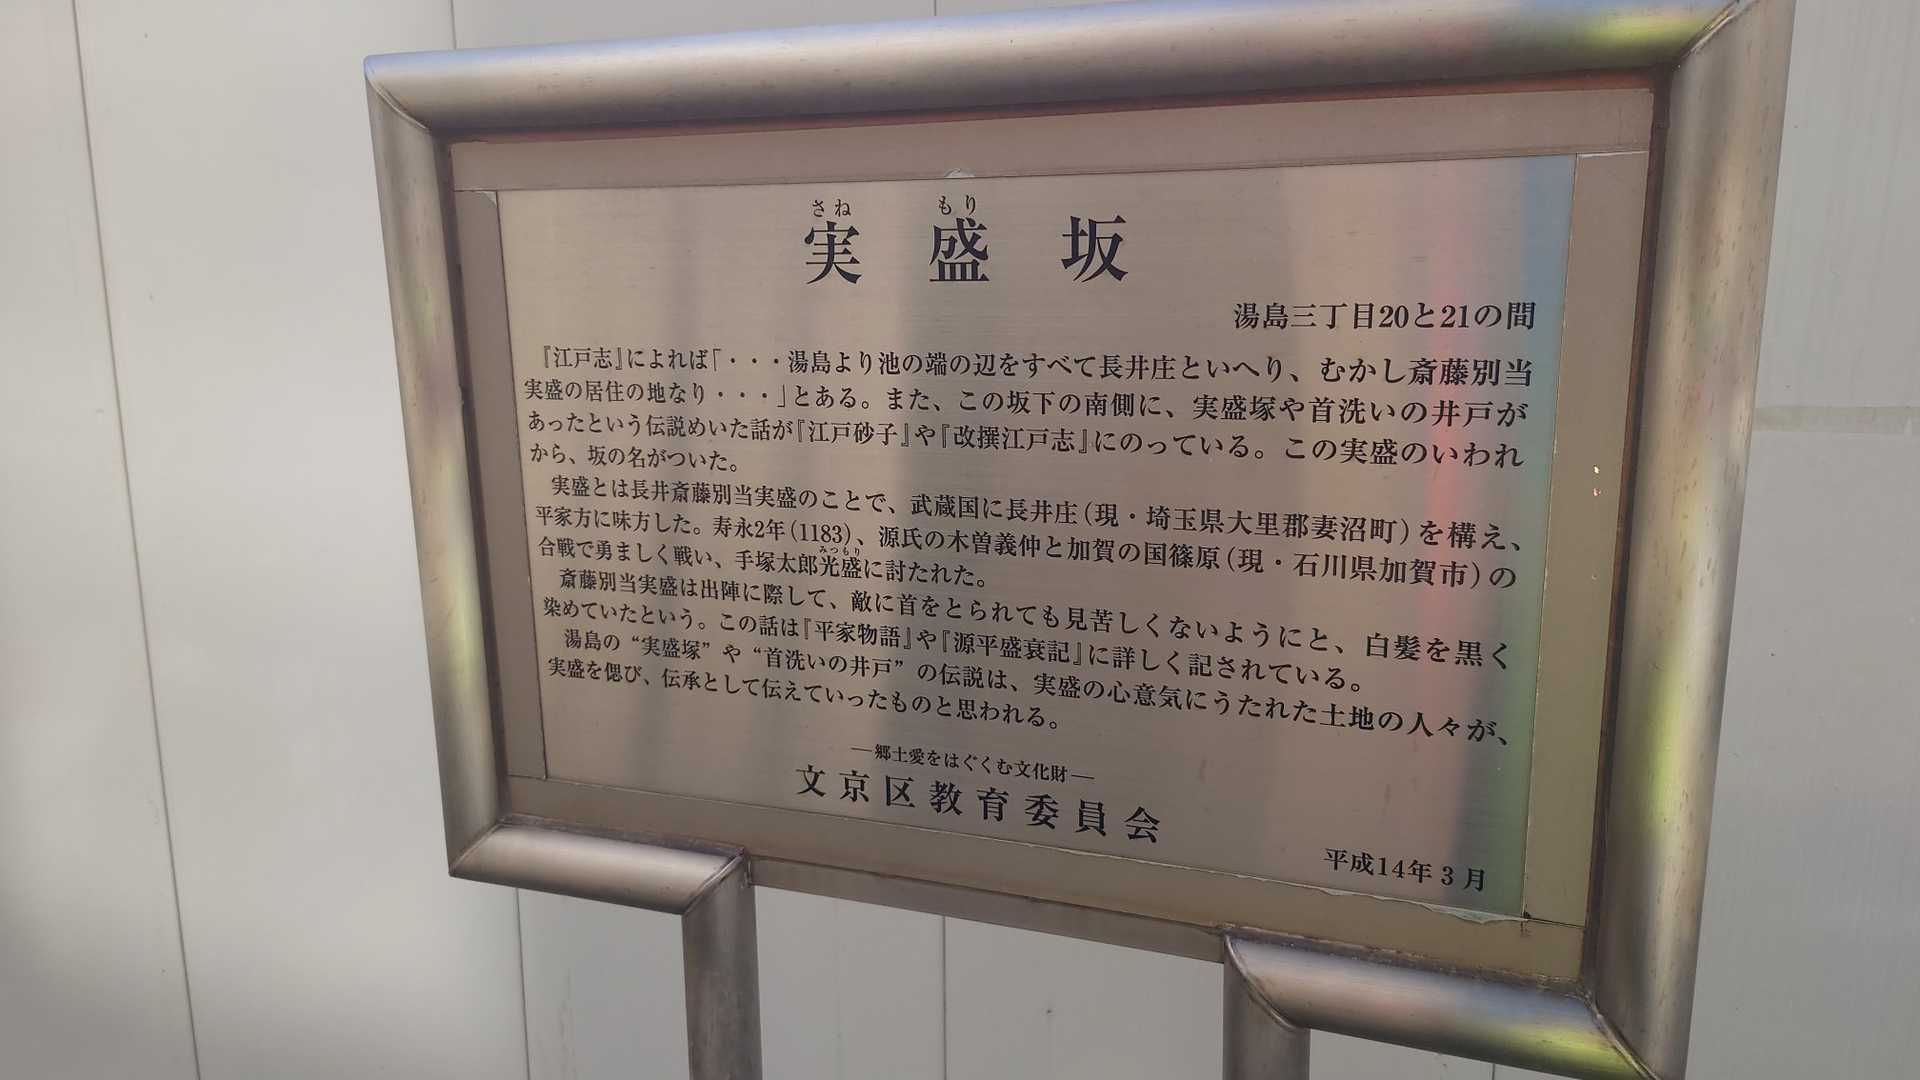 さね もり
実盛坂
湯島三丁目20と21の間
『江戸志』によれば「・・・湯島より池の端の辺をすべて長井庄といへり、むかし斎藤別当
実盛の居住の地なり・・・」とある。また、この坂下の南側に、実盛塚や首洗いの井戸が
あったという伝説めいた話が『江戸砂子』や『改撰江戸志』にのっている。この実盛のいわれ
から、坂の名がついた。
実盛とは長井斎藤別当実盛のことで、武蔵国に長井庄(現・埼玉県大里郡妻沼町)を構え、
平家方に味方した。寿永2年(1183)、源氏の木曽義仲と加賀の国篠原(現・石川県加賀市)の
みつもり
合戦で勇ましく戦い、手塚太郎光盛に討たれた。
斎藤別当実盛は出陣に際して、敵に首をとられても見苦しくないようにと、白髪を黒く
染めていたという。この話は『平家物語』や『源平盛衰記』に詳しく記されている。
湯島の“実盛塚”や“首洗いの井戸”の伝説は、実盛の心意気にうたれた土地の人々が、
実盛を偲び、伝承として伝えていったものと思われる。
―郷土愛をはぐくむ文化財―
文京区教育委員会
平成14年3月